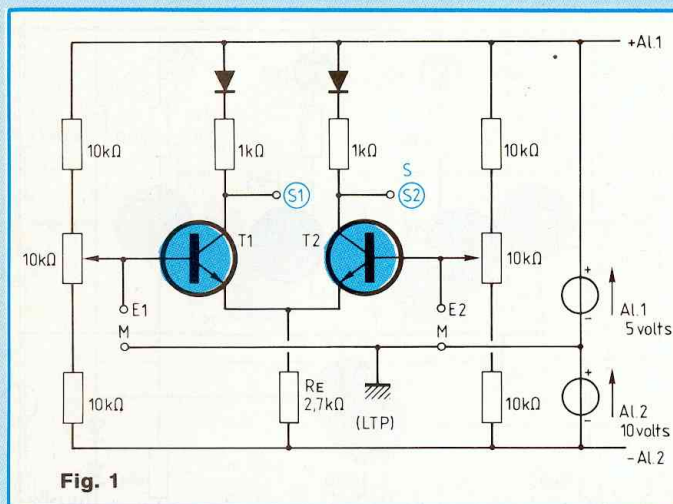 +Al.1
10kΩ
1kΩ
1kΩ
10kΩ
S
S1
S2
T1
T2
10kΩ
10kΩ
E1
E2
+
-
Al.1
5 volts
M
M
10kΩ
RE
2,7kΩ
(LTP)
10kΩ
+
-
Al.2
10 volts
-Al.2
Fig. 1